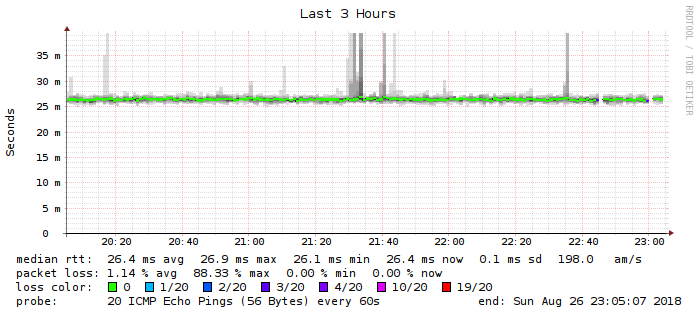 Last 3 Hours
RRDTOOL / TOBI OETIKER
Seconds
35 m
30 m
25 m
20 m
15 m
10 m
5 m
0
20:20 20:40 21:00 21:20 21:40 22:00 22:20 22:40 23:00
median rtt: 26.4 ms avg 26.9 ms max 26.1 ms min 26.4 ms now 0.1 ms sd 198.0 am/s
packet loss: 1.14 % avg 88.33 % max 0.00 % min 0.00 % now
loss color: 0 1/20 2/20 3/20 4/20 10/20 19/20
probe: 20 ICMP Echo Pings (56 Bytes) every 60s end: Sun Aug 26 23:05:07 2018